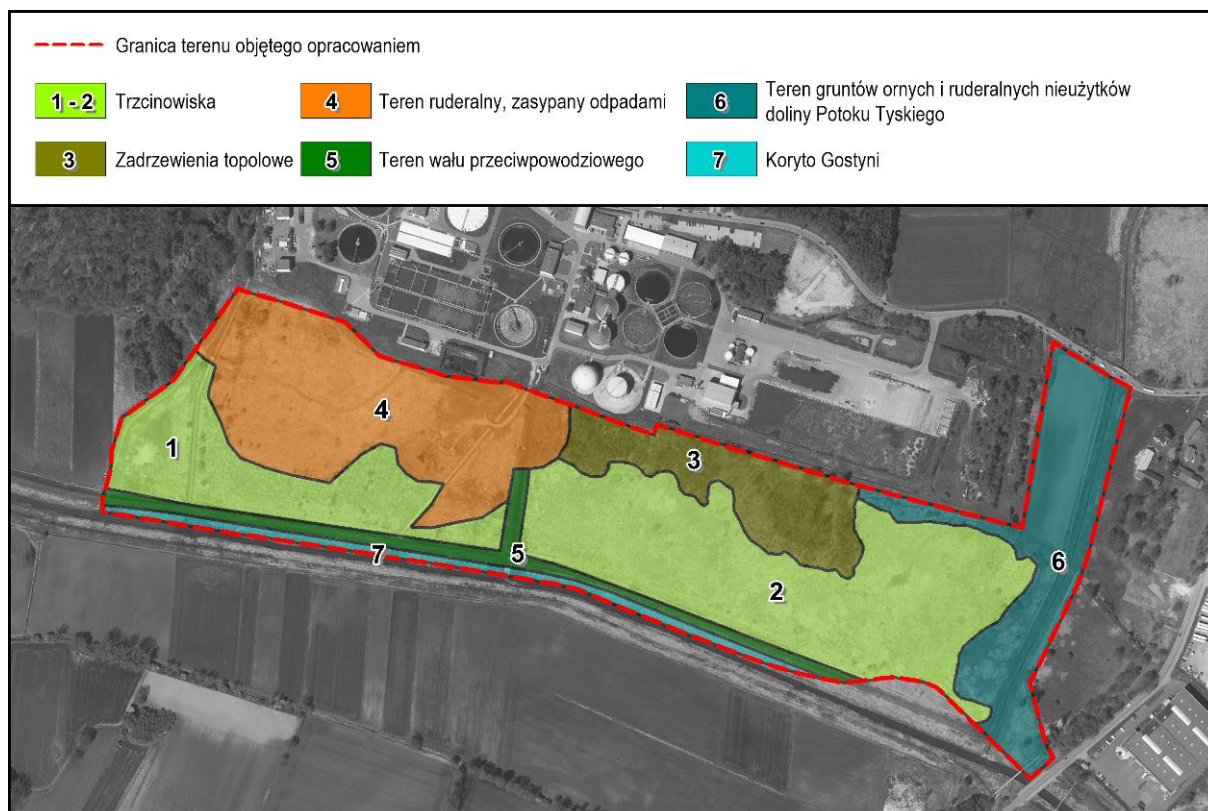 Granica terenu objętego opracowaniem
1 - 2 Trzcinowiska
4 Teren ruderalny, zasypany odpadami
6 Teren gruntów ornych i ruderalnych nieużytków
doliny Potoku Tyskiego
3 Zadrzewienia topolowe
5 Teren wału przeciwpowodziowego
7 Koryto Gostyni
4
1
3
7
5
6
2